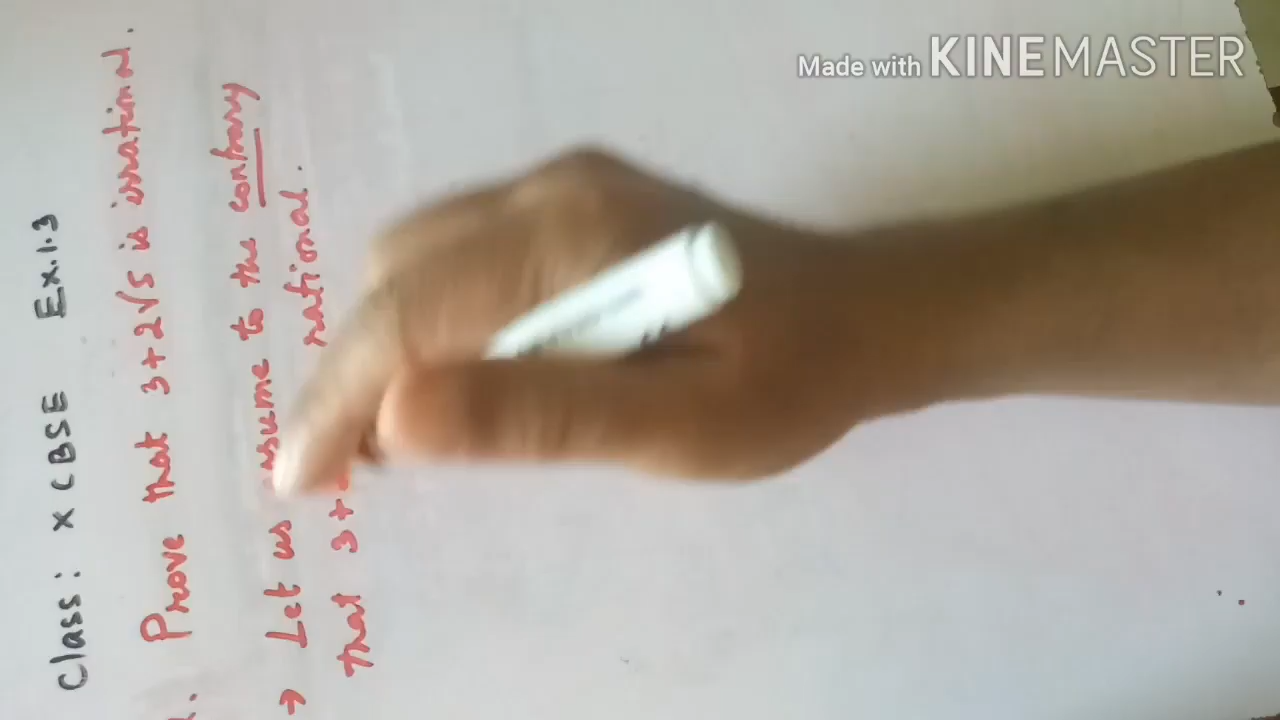 Made with KINEMASTER
Class: X CBSE Ex.1.3
Prove that 3+2√5 is irrational.
→ Let us assume to the contrary
that 3+ rational.